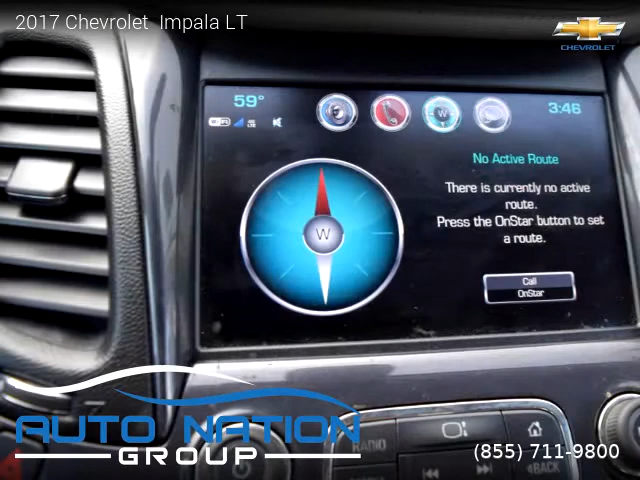 2017 Chevrolet Impala LT
CHEVROLET
59°
3:46
LTE
W
No Active Route
There is currently no active
route.
Press the OnStar button to set
a route.
W
Call
OnStar
AUTO NATION
GROUP
RADIO
BACK
(855) 711-9800